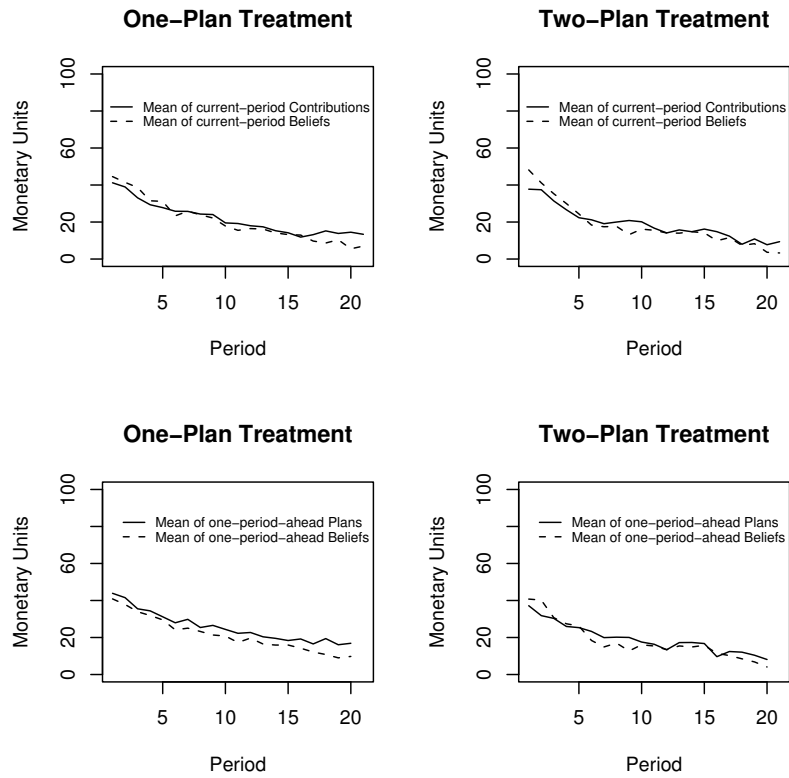 One−Plan Treatment
Monetary Units
100
60
20
0
Mean of current−period Contributions
Mean of current−period Beliefs
5 10 15 20
Period
Two−Plan Treatment
Monetary Units
100
60
20
0
Mean of current−period Contributions
Mean of current−period Beliefs
5 10 15 20
Period
One−Plan Treatment
Monetary Units
100
60
20
0
Mean of one−period−ahead Plans
Mean of one−period−ahead Beliefs
5 10 15 20
Period
Two−Plan Treatment
Monetary Units
100
60
20
0
Mean of one−period−ahead Plans
Mean of one−period−ahead Beliefs
5 10 15 20
Period